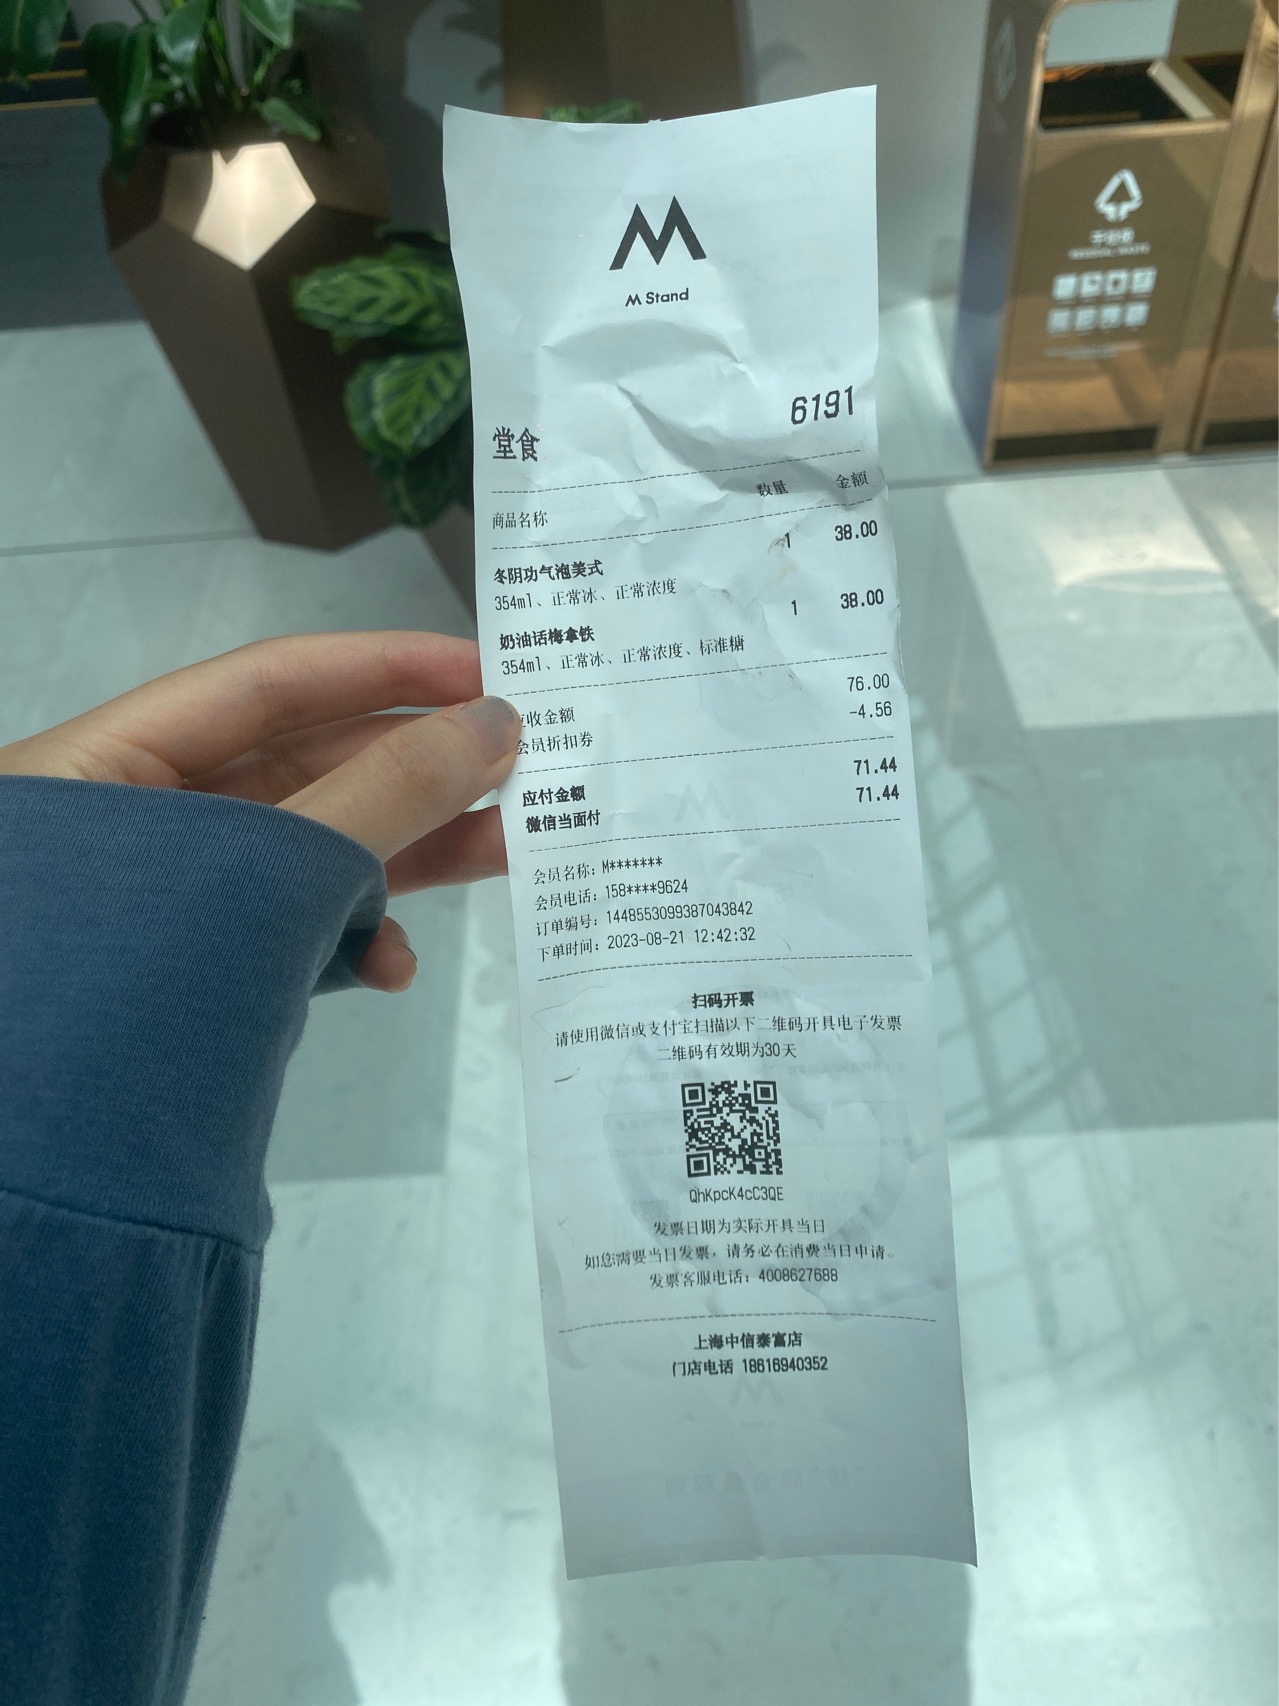 M Stand
6191
堂食
商品名称 数量 金额
冬阴功气泡美式 1 38.00
354ml、正常冰、正常浓度
奶油话梅拿铁 1 38.00
354ml、正常冰、正常浓度、标准糖
收金额 76.00
会员折扣券 -4.56
应付金额 71.44
微信当面付 71.44
会员名称：M*******
会员电话：158****9624
订单编号：1448553099387043842
下单时间：2023-08-21 12:42:32
扫码开票
请使用微信或支付宝扫描以下二维码开具电子发票
二维码有效期为30天
QhKpcK4cC3QE
发票日期为实际开具当日
如您需要当日发票，请务必在消费当日申请。
发票客服电话：4008627688
上海中信泰富店
门店电话 18616940352
干垃圾
RESIDUAL WASTE